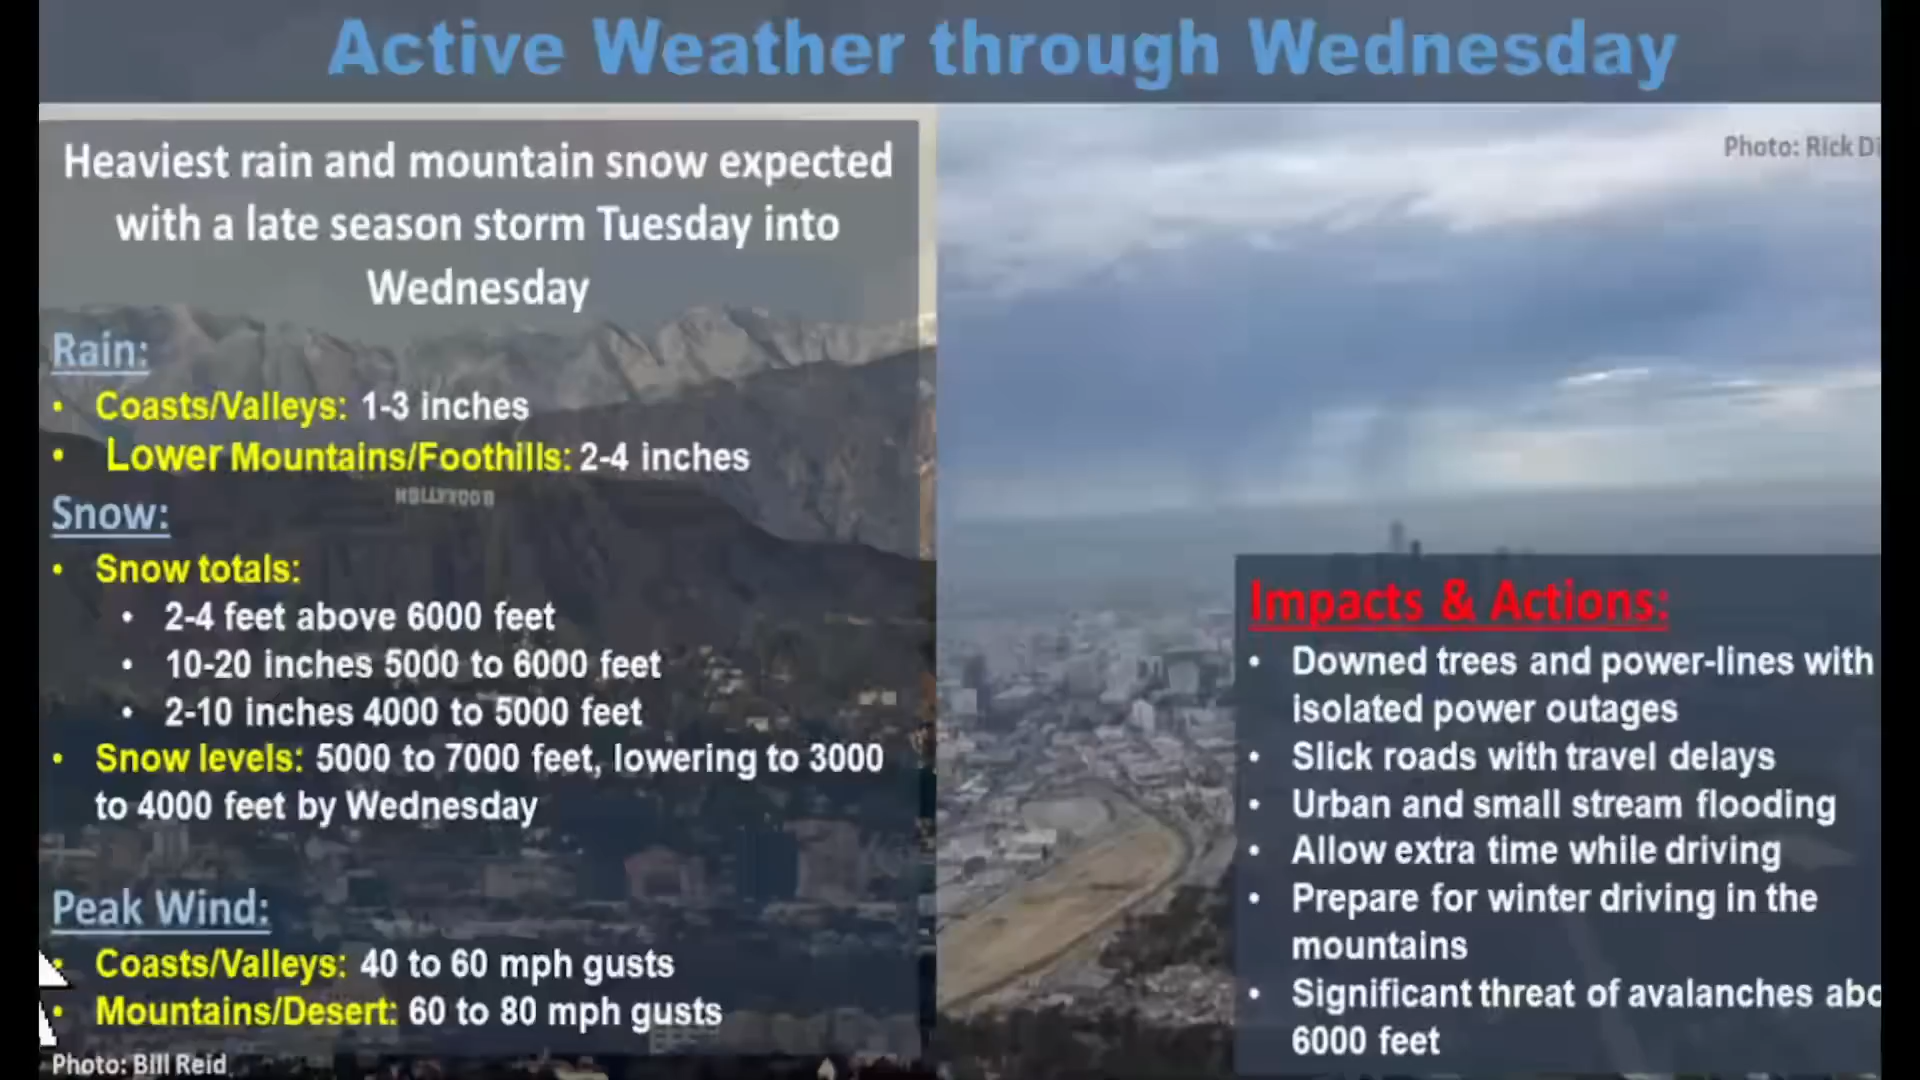 Active Weather through Wednesday
Heaviest rain and mountain snow expected
with a late season storm Tuesday into
Wednesday
Rain:
• Coasts/Valleys: 1-3 inches
• Lower Mountains/Foothills: 2-4 inches
HOLLYWOOD
Snow:
• Snow totals:
• 2-4 feet above 6000 feet
• 10-20 inches 5000 to 6000 feet
• 2-10 inches 4000 to 5000 feet
• Snow levels: 5000 to 7000 feet, lowering to 3000
to 4000 feet by Wednesday
Peak Wind:
• Coasts/Valleys: 40 to 60 mph gusts
• Mountains/Desert: 60 to 80 mph gusts
Photo: Bill Reid
Photo: Rick
Impacts & Actions:
• Downed trees and power-lines with
isolated power outages
• Slick roads with travel delays
• Urban and small stream flooding
• Allow extra time while driving
• Prepare for winter driving in the
mountains
• Significant threat of avalanches
6000 feet